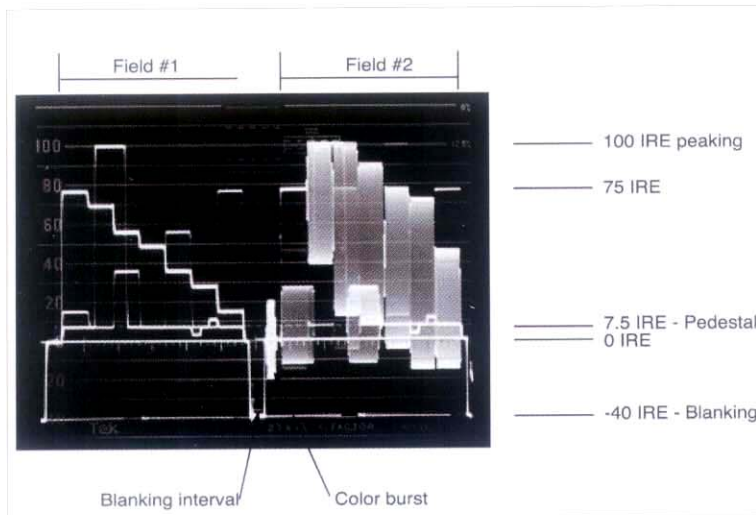 Field #1
Field #2
100
80
60
40
20
100 IRE peaking
75 IRE
7.5 IRE - Pedestal
0 IRE
-40 IRE - Blanking
Tek
Blanking interval
Color burst